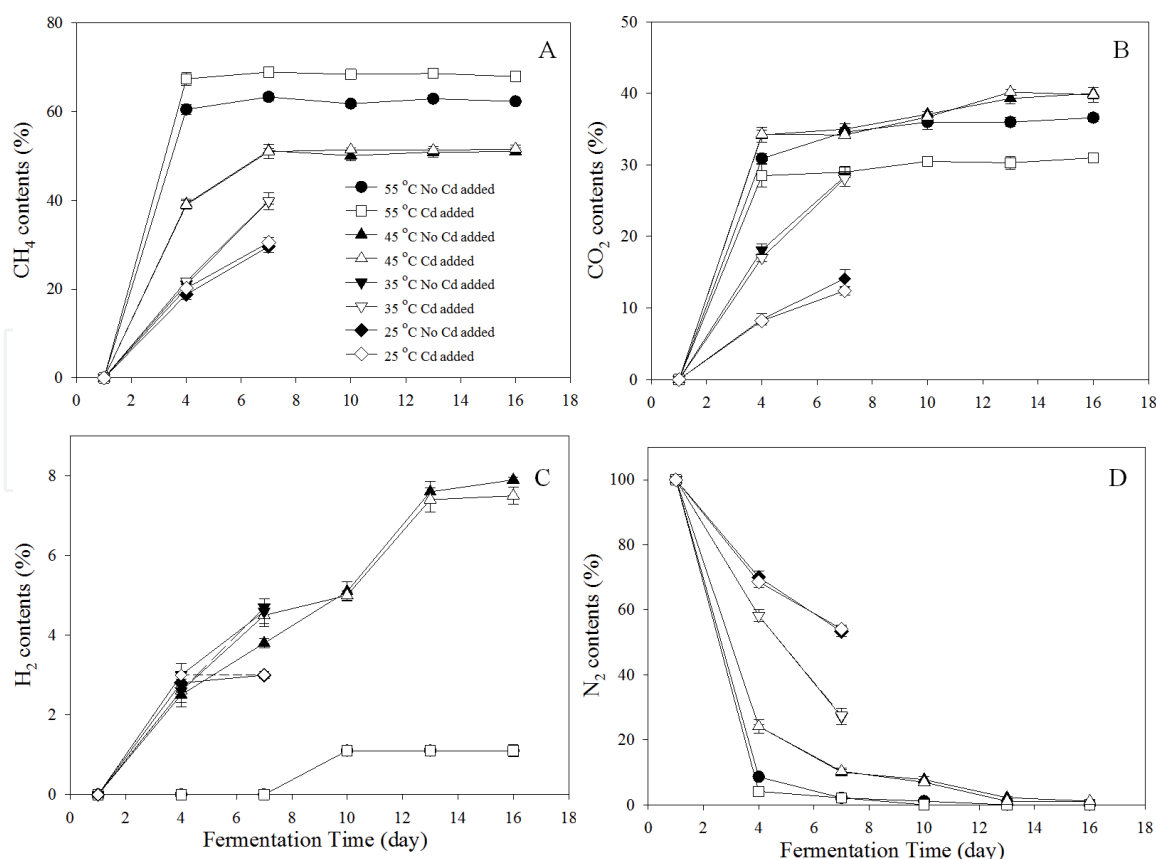 A
CH₄ contents (%)
80
60
40
20
0
0 2 4 6 8 10 12 14 16 18
55 °C No Cd added
55 °C Cd added
45 °C No Cd added
45 °C Cd added
35 °C No Cd added
35 °C Cd added
25 °C No Cd added
25 °C Cd added
B
CO₂ contents (%)
50
40
30
20
10
0
0 2 4 6 8 10 12 14 16 18
C
H₂ contents (%)
8
6
4
2
0
0 2 4 6 8 10 12 14 16 18
Fermentation Time (day)
D
N₂ contents (%)
100
80
60
40
20
0
0 2 4 6 8 10 12 14 16 18
Fermentation Time (day)